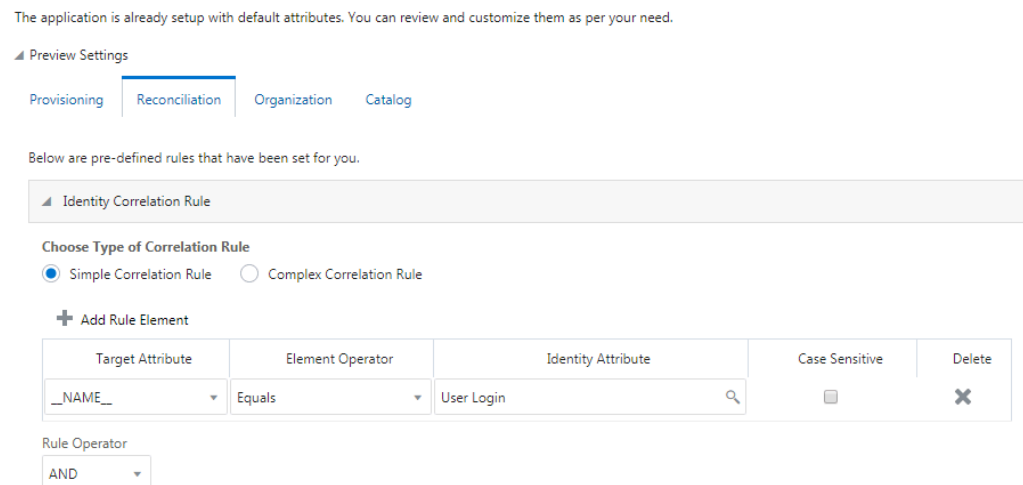 The application is already setup with default attributes. You can review and customize them as per your need.
Preview Settings
Provisioning Reconciliation Organization Catalog
Below are pre-defined rules that have been set for you.
Identity Correlation Rule
Choose Type of Correlation Rule
Simple Correlation Rule Complex Correlation Rule
Add Rule Element
Target Attribute Element Operator Identity Attribute Case Sensitive Delete
__NAME__ Equals User Login
Rule Operator
AND